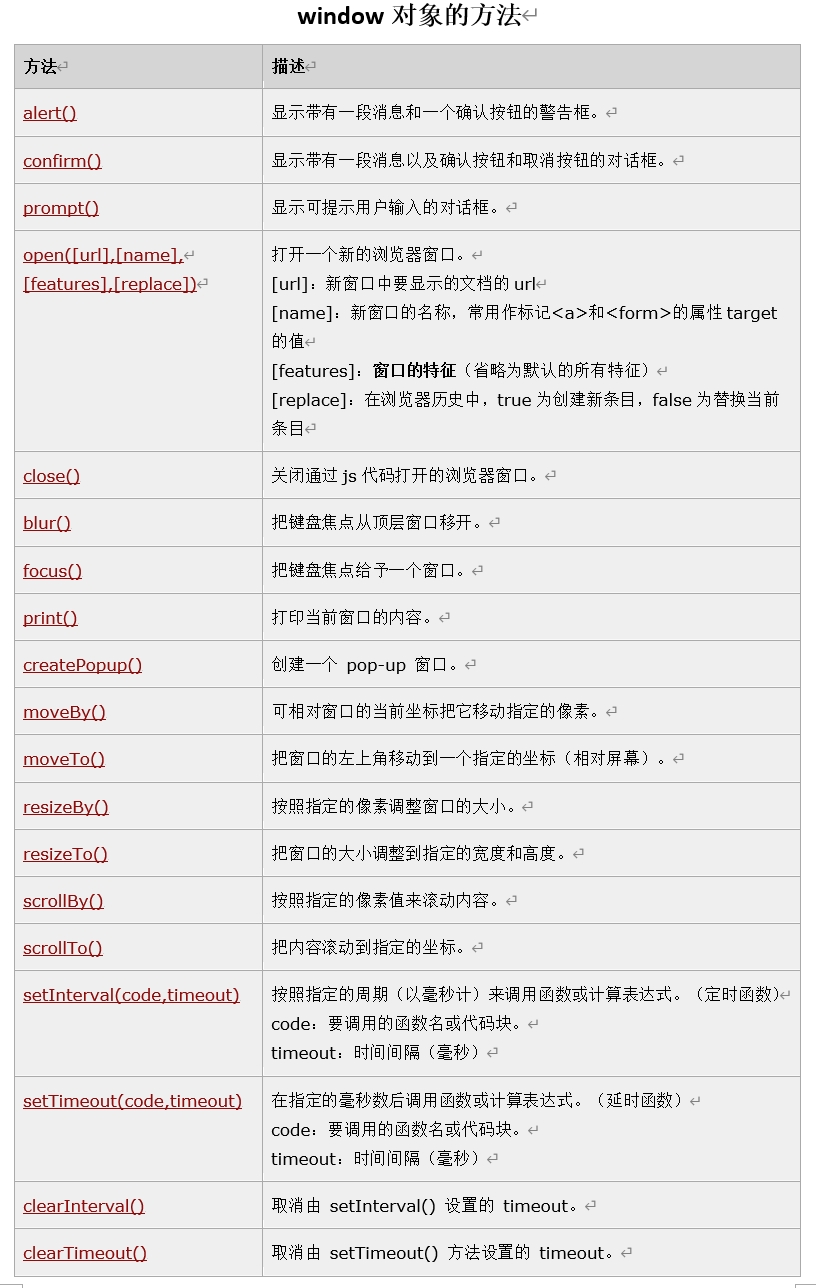 window 对象的方法
方法
描述
alert()
显示带有一段消息和一个确认按钮的警告框。
confirm()
显示带有一段消息以及确认按钮和取消按钮的对话框。
prompt()
显示可提示用户输入的对话框。
open([url],[name],
[features],[replace])
打开一个新的浏览器窗口。
[url]：新窗口中要显示的文档的 url
[name]：新窗口的名称，常用作标记<a>和<form>的属性 target
的值
[features]：窗口的特征（省略为默认的所有特征）
[replace]：在浏览器历史中，true 为创建新条目，false 为替换当前
条目
close()
关闭通过 js 代码打开的浏览器窗口。
blur()
把键盘焦点从顶层窗口移开。
focus()
把键盘焦点给予一个窗口。
print()
打印当前窗口的内容。
createPopup()
创建一个 pop-up 窗口。
moveBy()
可相对窗口的当前坐标把它移动指定的像素。
moveTo()
把窗口的左上角移动到一个指定的坐标（相对屏幕）。
resizeBy()
按照指定的像素调整窗口的大小。
resizeTo()
把窗口的大小调整到指定的宽度和高度。
scrollBy()
按照指定的像素值来滚动内容。
scrollTo()
把内容滚动到指定的坐标。
setInterval(code,timeout)
按照指定的周期（以毫秒计）来调用函数或计算表达式。（定时函数）
code：要调用的函数名或代码块。
timeout：时间间隔（毫秒）
setTimeout(code,timeout)
在指定的毫秒数后调用函数或计算表达式。（延时函数）
code：要调用的函数名或代码块。
timeout：时间间隔（毫秒）
clearInterval()
取消由 setInterval() 设置的 timeout。
clearTimeout()
取消由 setTimeout() 方法设置的 timeout。